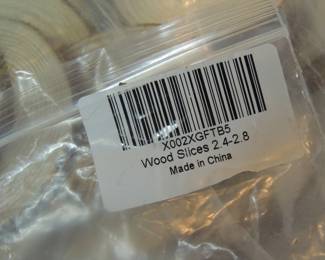 X002XGFTB5
Wood Slices 2.4-2.8
Made in China